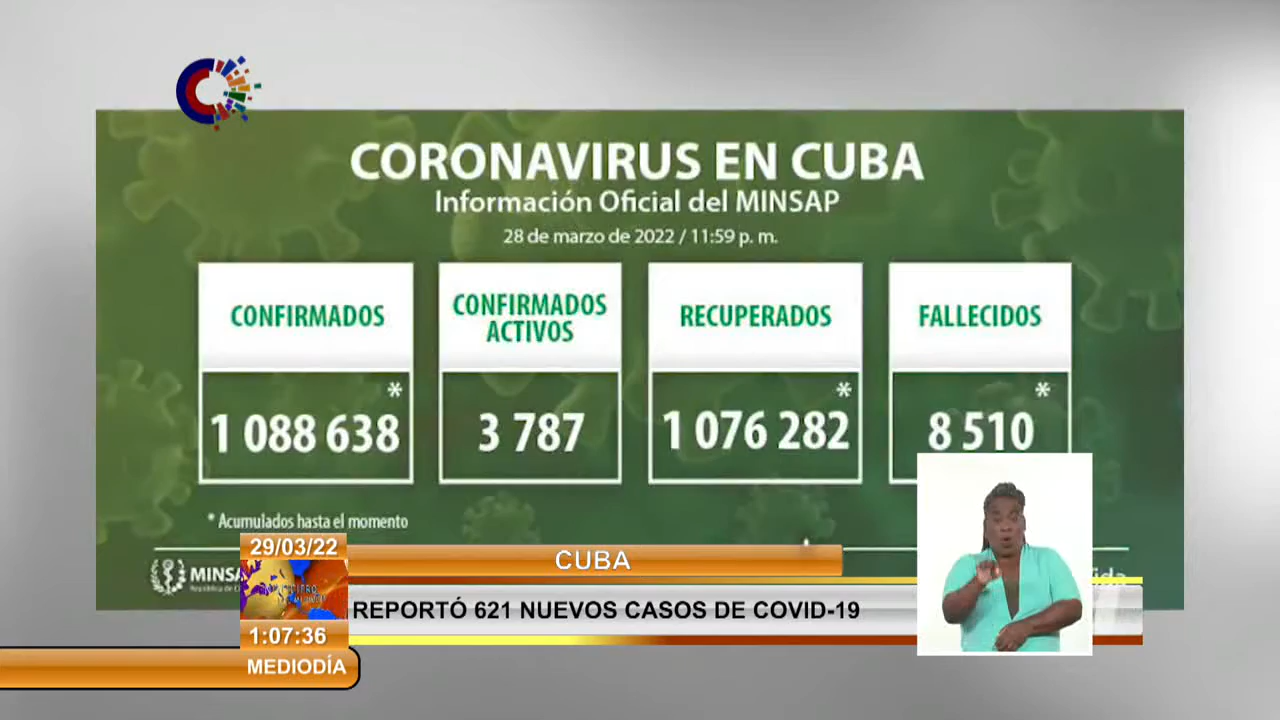 CORONAVIRUS EN CUBA
Información Oficial del MINSAP
28 de marzo de 2022 / 11:59 p. m.
CONFIRMADOS
CONFIRMADOS
ACTIVOS
RECUPERADOS
FALLECIDOS
*
*
*
1 088 638
3 787
1 076 282
8 510
* Acumulados hasta el momento
29/03/22
CUBA
REPORTÓ 621 NUEVOS CASOS DE COVID-19
1:07:36
MEDIODÍA